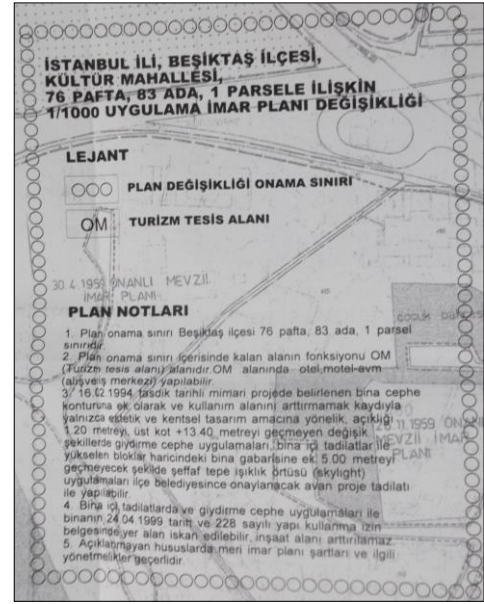 İSTANBUL İLİ, BEŞİKTAŞ İLÇESİ,
KÜLTÜR MAHALLESİ,
76 PAFTA, 83 ADA, 1 PARSELE İLİŞKİN
1/1000 UYGULAMA İMAR PLANI DEĞİŞİKLİĞİ
LEJANT
PLAN DEĞİŞİKLİĞİ ONAMA SINIRI
OM TURİZM TESİS ALANI
30.4.1959 ONANLI MEVZİİ
İMAR PLANI
PLAN NOTLARI
1. Plan onama sınırı Beşiktaş ilçesi 76 pafta, 83 ada, 1 parsel
sınırıdır.
2. Plan onama sınırı içerisinde kalan alanın fonksiyonu OM
(Turizm tesis alanı) alanıdır.OM alanında otel,motel-avm
(alışveriş merkezi) yapılabilir.
3. 16.02.1994 tasdik tarihli mimari projede belirlenen bina cephe
konturuna ek olarak ve kullanım alanını arttırmamak kaydıyla
yalnızca estetik ve kentsel tasarım amacına yönelik, açıklığı
1.20 metreyi, üst kot +13.40 metreyi geçmeyen değişik
şekillerde giydirme cephe uygulamaları, bina içi tadilatlar ile
yükselen bloklar haricindeki bina gabarisine ek 5.00 metreyi
geçmeyecek şekilde şeffaf tepe ışıklık örtüsü (skylight)
uygulamaları ilçe belediyesince onaylanacak avan proje tadilatı
ile yapılabilir.
4. Bina içi tadilatlarda ve giydirme cephe uygulamaları ile
binanın 24.04.1999 tarih ve 228 sayılı yapı kullanma izin
belgesinde yer alan iskan edilebilir, inşaat alanı arttırılamaz.
5. Açıklanmayan hususlarda meri imar planı şartları ve ilgili
yönetmelikler geçerlidir.
ÇOCUK
11.1959
MEVZİİ İMAR
PLANI